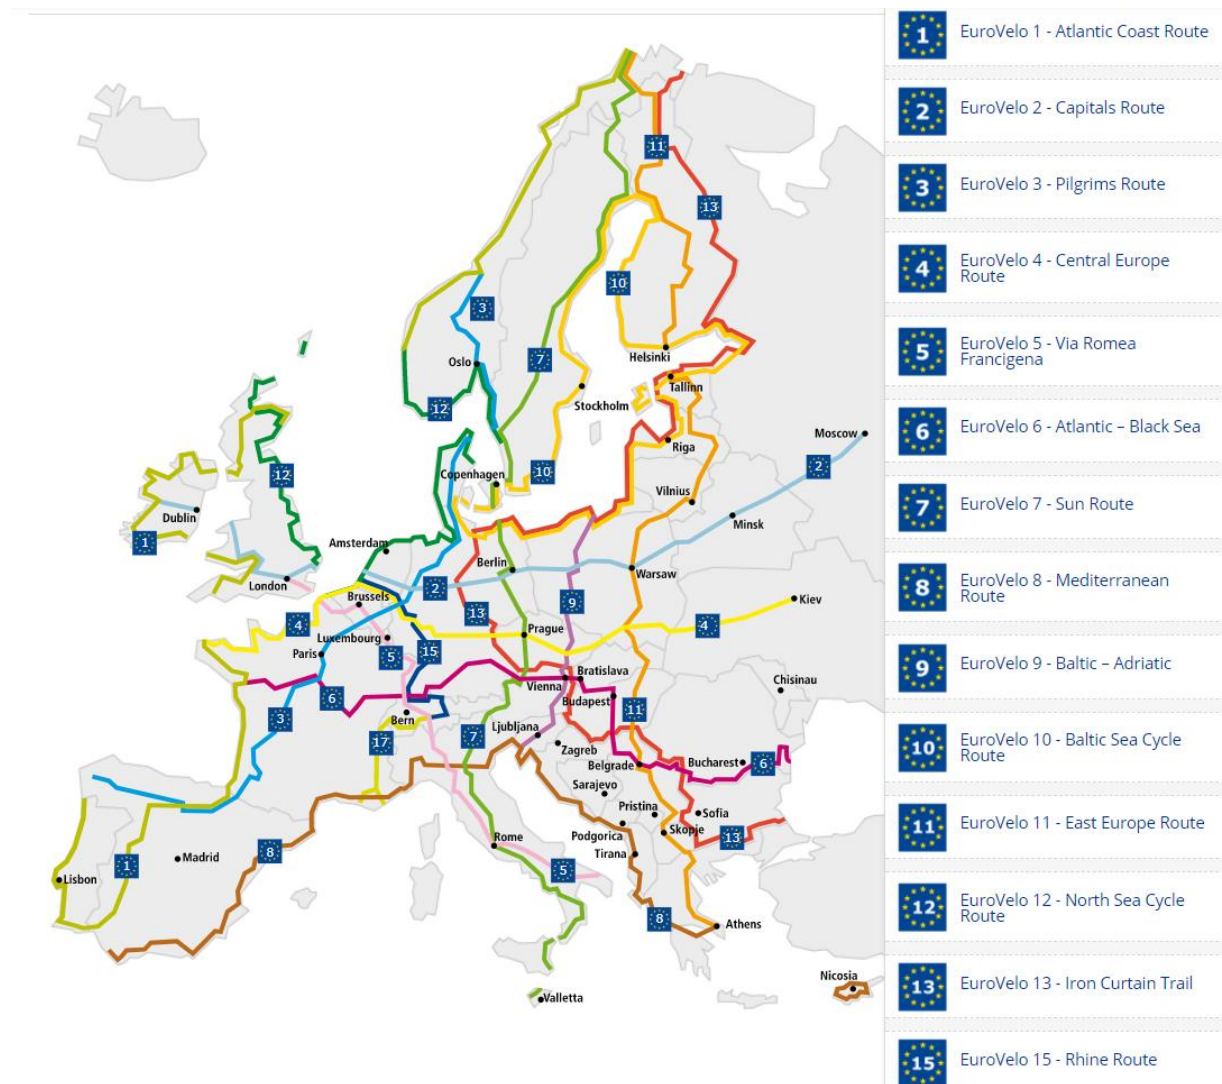 11
13
3
10
7
Oslo
Helsinki
Tallinn
12
Stockholm
Moscow
2
Riga
12
10
Copenhagen
Vilnius
Dublin
Minsk
1
Amsterdam
Berlin
Warsaw
London
2
Brussels
9
Kiev
13
4
4
Prague
Luxembourg
15
Paris
5
Bratislava
Chisinau
Vienna
6
Budapest
11
Bern
3
Ljubljana
7
17
Zagreb
Belgrade
Bucharest
6
Sarajevo
Pristina
Sofia
Podgorica
Skopje
13
Rome
8
Tirana
Madrid
1
5
Lisbon
8
Athens
Nicosia
Valletta
1
EuroVelo 1 - Atlantic Coast Route
2
EuroVelo 2 - Capitals Route
3
EuroVelo 3 - Pilgrims Route
4
EuroVelo 4 - Central Europe
Route
5
EuroVelo 5 - Via Romea
Francigena
6
EuroVelo 6 - Atlantic – Black Sea
7
EuroVelo 7 - Sun Route
8
EuroVelo 8 - Mediterranean
Route
9
EuroVelo 9 - Baltic – Adriatic
10
EuroVelo 10 - Baltic Sea Cycle
Route
11
EuroVelo 11 - East Europe Route
12
EuroVelo 12 - North Sea Cycle
Route
13
EuroVelo 13 - Iron Curtain Trail
15
EuroVelo 15 - Rhine Route